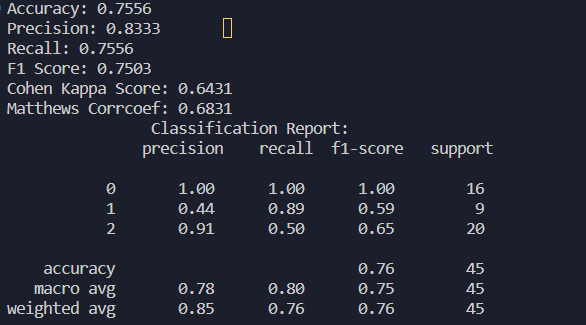 Accuracy: 0.7556
Precision: 0.8333
Recall: 0.7556
F1 Score: 0.7503
Cohen Kappa Score: 0.6431
Matthews Corrcoef: 0.6831
Classification Report:
precision recall f1-score support
0 1.00 1.00 1.00 16
1 0.44 0.89 0.59 9
2 0.91 0.50 0.65 20
accuracy 0.76 45
macro avg 0.78 0.80 0.75 45
weighted avg 0.85 0.76 0.76 45